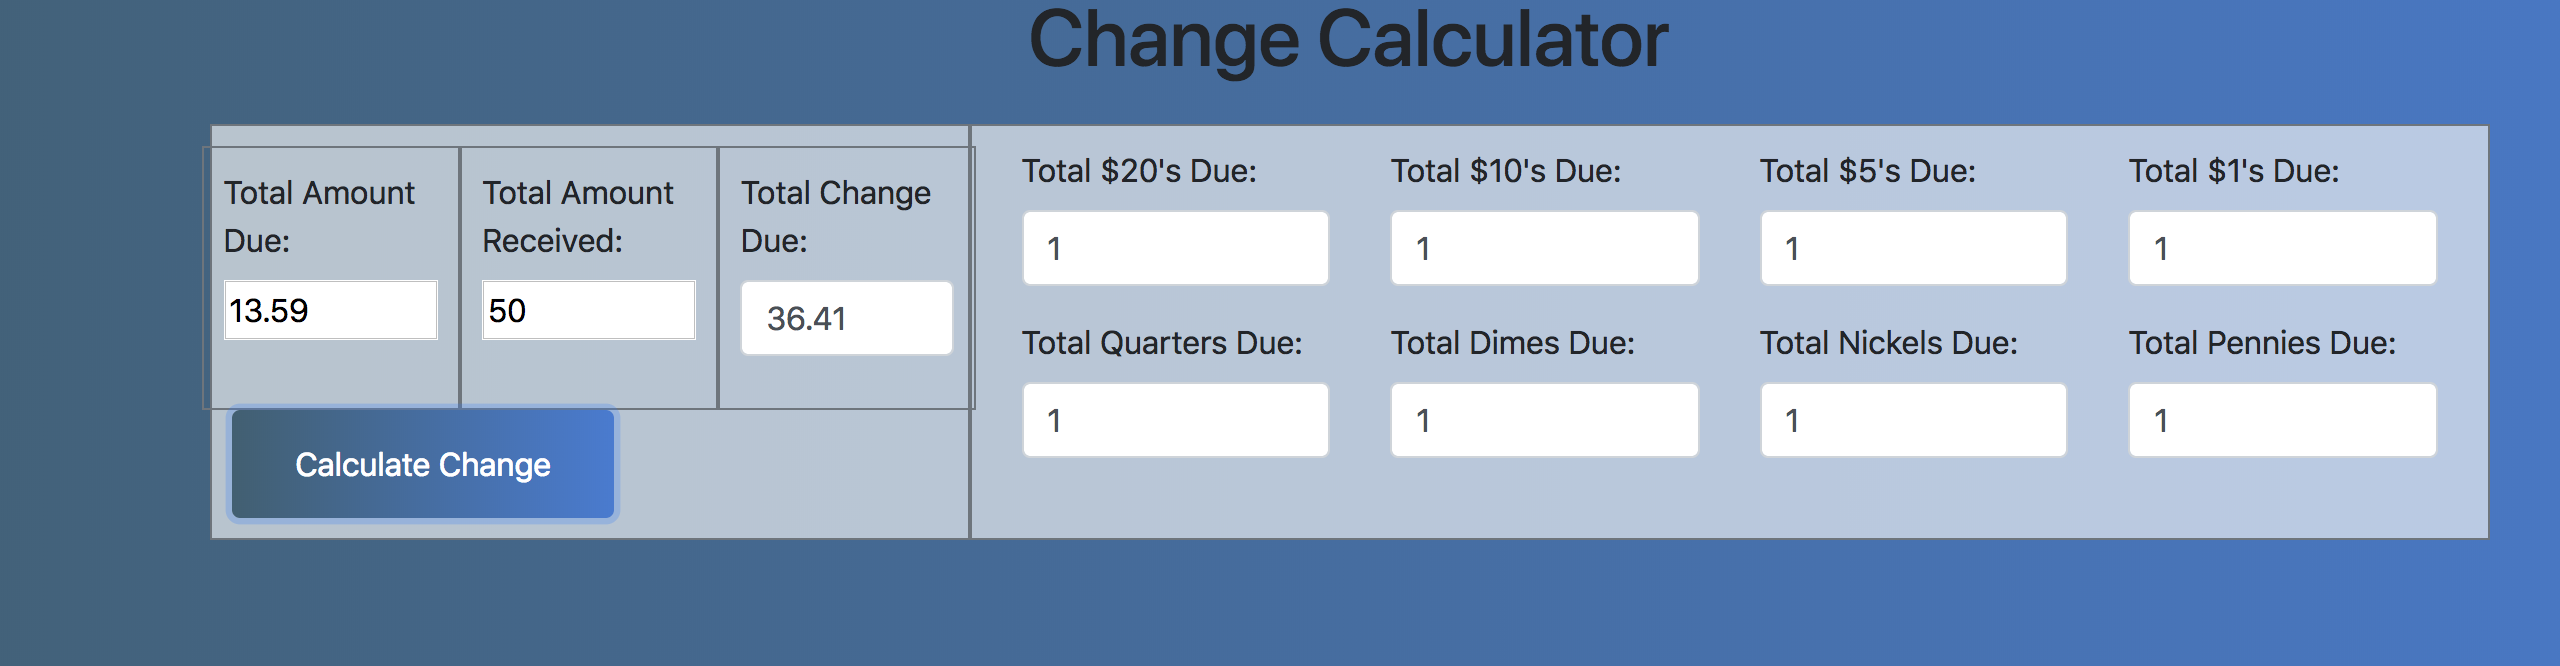 Change Calculator
Total Amount
Due:
13.59
Total Amount
Received:
50
Total Change
Due:
36.41
Calculate Change
Total $20's Due:
1
Total $10's Due:
1
Total $5's Due:
1
Total $1's Due:
1
Total Quarters Due:
1
Total Dimes Due:
1
Total Nickels Due:
1
Total Pennies Due:
1